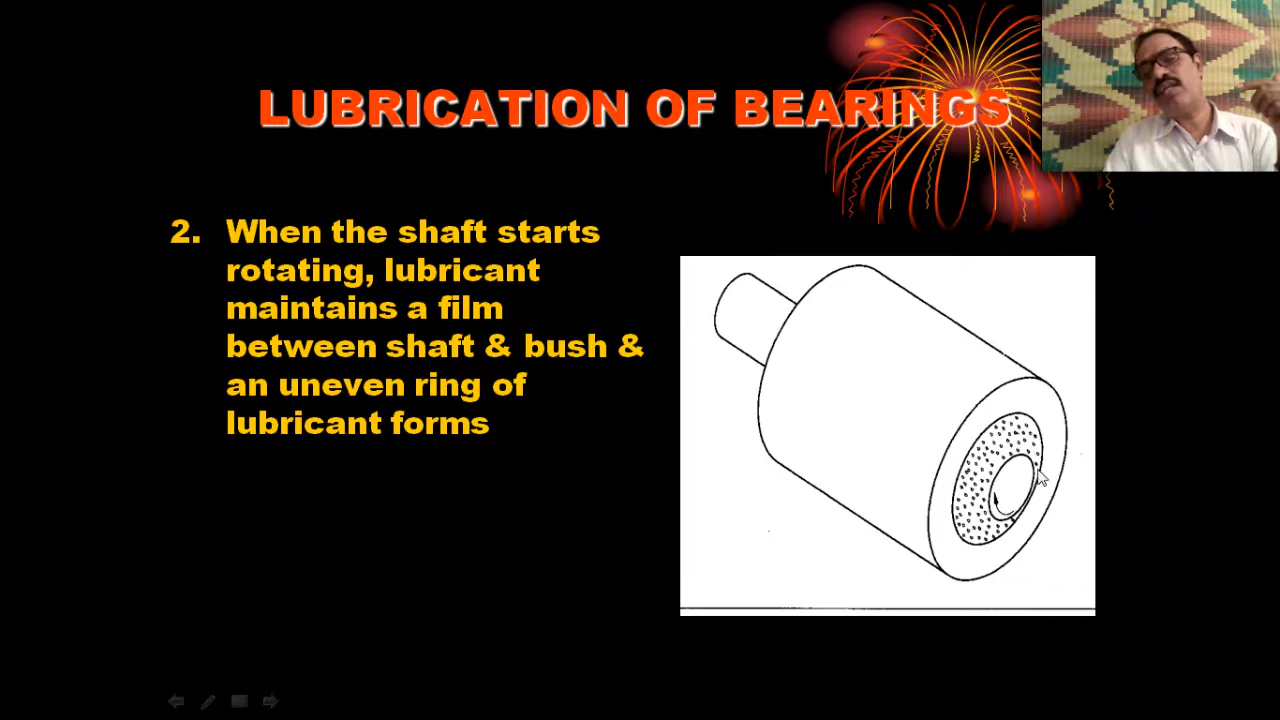 LUBRICATION OF BEARINGS
2. When the shaft starts
rotating, lubricant
maintains a film
between shaft & bush &
an uneven ring of
lubricant forms